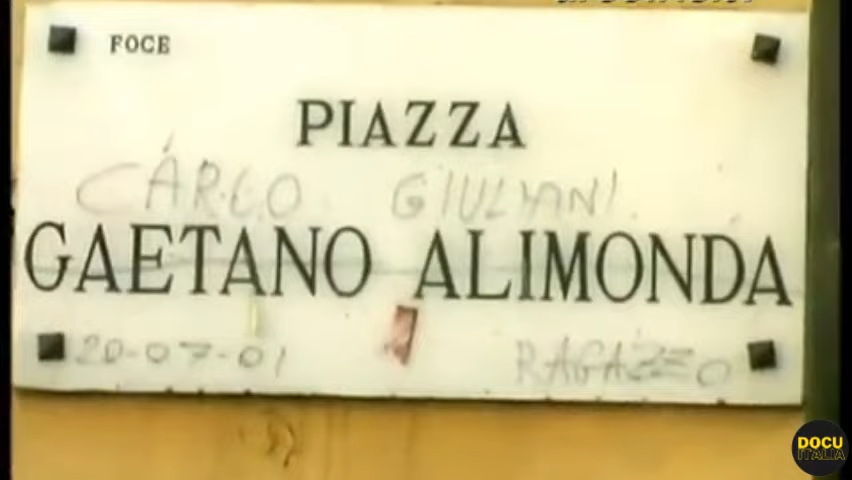 FOCE
PIAZZA
CARLO GIULIANI
GAETANO ALIMONDA
20-07-01 RAGAZZO
DOCU
ITALIA